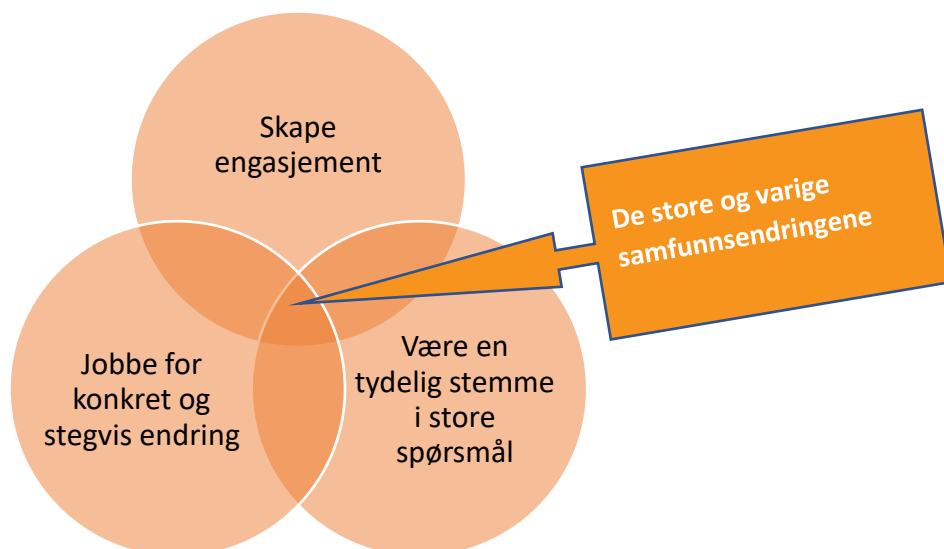 Skape
engasjement
De store og varige
samfunnsendringene
Jobbe for
konkret og
stegvis endring
Være en
tydelig stemme
i store
spørsmål